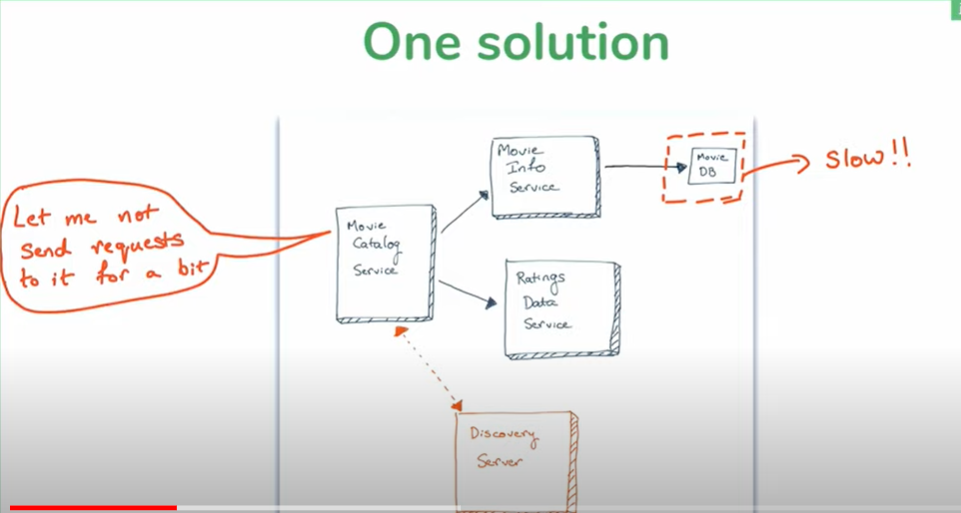 One solution
Let me not
send requests
to it for a bit
Movie
Catalog
Service
Movie
Info
Service
Movie
DB
Slow!!
Ratings
Data
Service
Discovery
Server